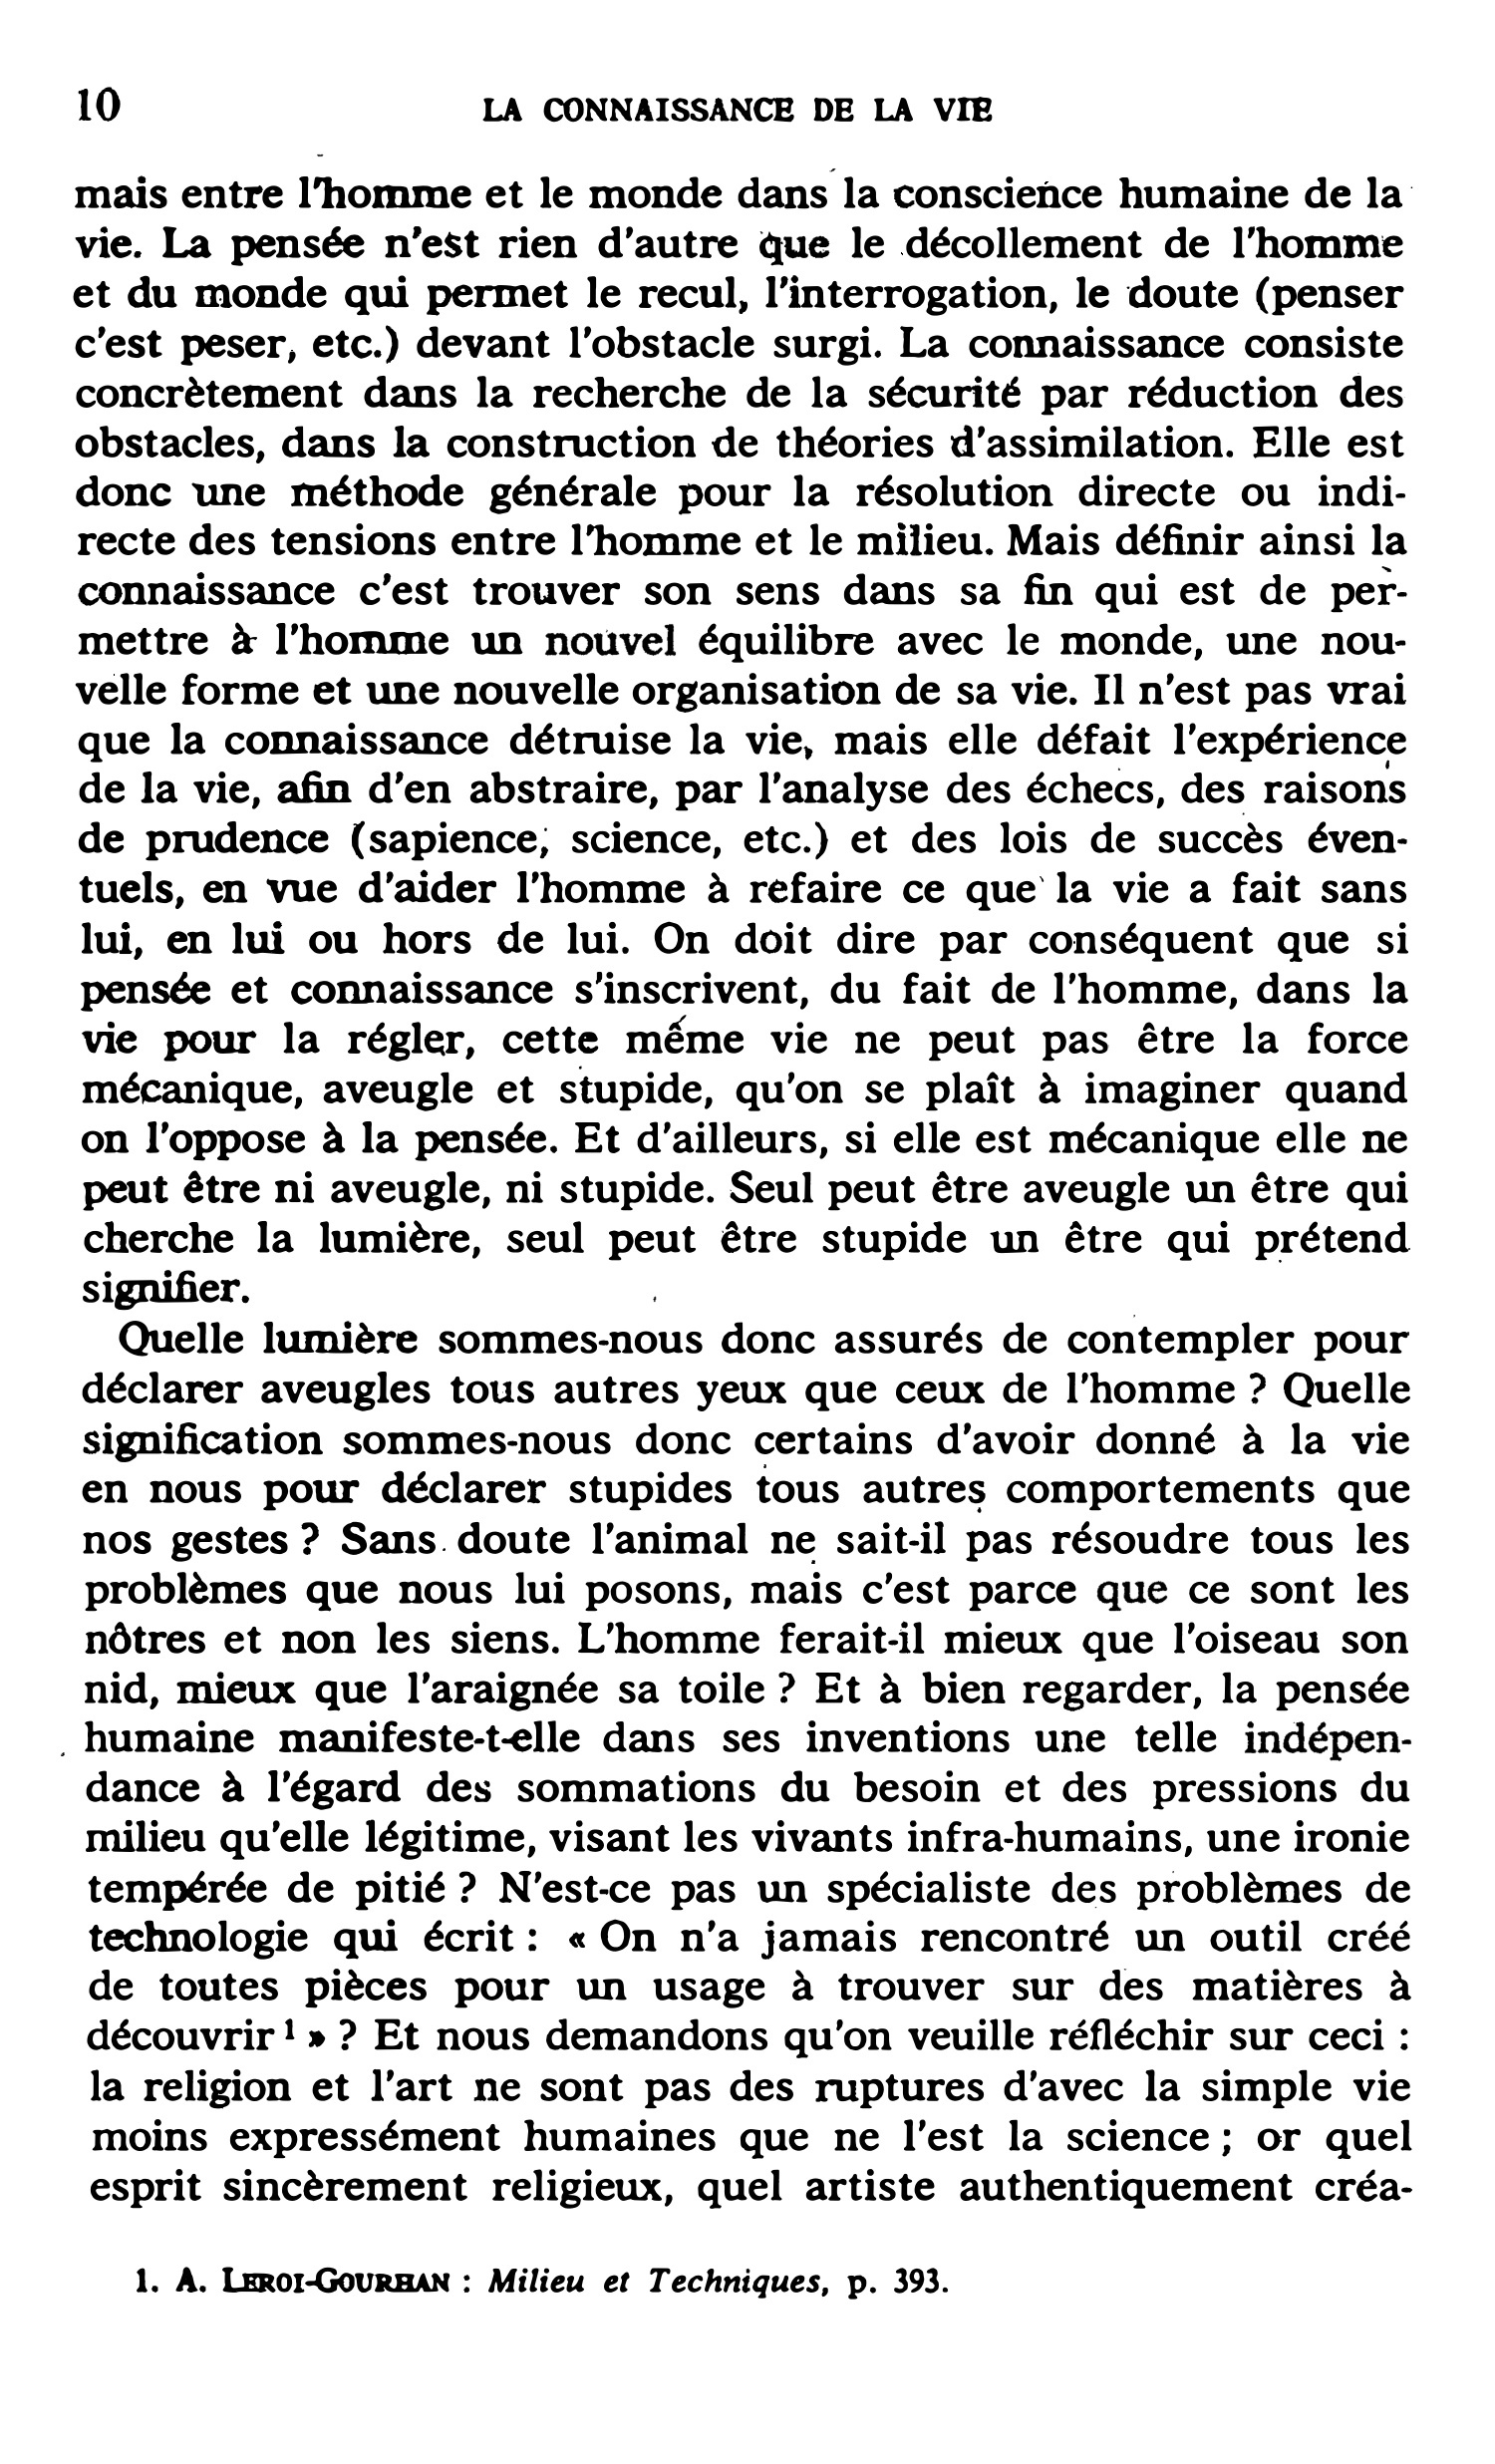 10 LA CONNAISSANCE DE LA VIE
mais entre l'homme et le monde dans la conscience humaine de la
vie. La pensée n'est rien d'autre que le décollement de l'homme
et du monde qui permet le recul, l'interrogation, le doute (penser
c'est peser, etc.) devant l'obstacle surgi. La connaissance consiste
concrètement dans la recherche de la sécurité par réduction des
obstacles, dans la construction de théories d'assimilation. Elle est
donc une méthode générale pour la résolution directe ou indi-
recte des tensions entre l'homme et le milieu. Mais définir ainsi la
connaissance c'est trouver son sens dans sa fin qui est de per-
mettre à l'homme un nouvel équilibre avec le monde, une nou-
velle forme et une nouvelle organisation de sa vie. Il n'est pas vrai
que la connaissance détruise la vie, mais elle défait l'expérience
de la vie, afin d'en abstraire, par l'analyse des échecs, des raisons
de prudence (sapience, science, etc.) et des lois de succès éven-
tuels, en vue d'aider l'homme à refaire ce que la vie a fait sans
lui, en lui ou hors de lui. On doit dire par conséquent que si
pensée et connaissance s'inscrivent, du fait de l'homme, dans la
vie pour la régler, cette même vie ne peut pas être la force
mécanique, aveugle et stupide, qu'on se plaît à imaginer quand
on l'oppose à la pensée. Et d'ailleurs, si elle est mécanique elle ne
peut être ni aveugle, ni stupide. Seul peut être aveugle un être qui
cherche la lumière, seul peut être stupide un être qui prétend
signifier.
Quelle lumière sommes-nous donc assurés de contempler pour
déclarer aveugles tous autres yeux que ceux de l'homme ? Quelle
signification sommes-nous donc certains d'avoir donné à la vie
en nous pour déclarer stupides tous autres comportements que
nos gestes ? Sans doute l'animal ne sait-il pas résoudre tous les
problèmes que nous lui posons, mais c'est parce que ce sont les
nôtres et non les siens. L'homme ferait-il mieux que l'oiseau son
nid, mieux que l'araignée sa toile ? Et à bien regarder, la pensée
humaine manifeste-t-elle dans ses inventions une telle indépen-
dance à l'égard des sommations du besoin et des pressions du
milieu qu'elle légitime, visant les vivants infra-humains, une ironie
tempérée de pitié ? N'est-ce pas un spécialiste des problèmes de
technologie qui écrit : « On n'a jamais rencontré un outil créé
de toutes pièces pour un usage à trouver sur des matières à
découvrir ¹ » ? Et nous demandons qu'on veuille réfléchir sur ceci :
la religion et l'art ne sont pas des ruptures d'avec la simple vie
moins expressément humaines que ne l'est la science ; or quel
esprit sincèrement religieux, quel artiste authentiquement créa-
1. A. LEROI-GOURHAN : Milieu et Techniques, p. 393.